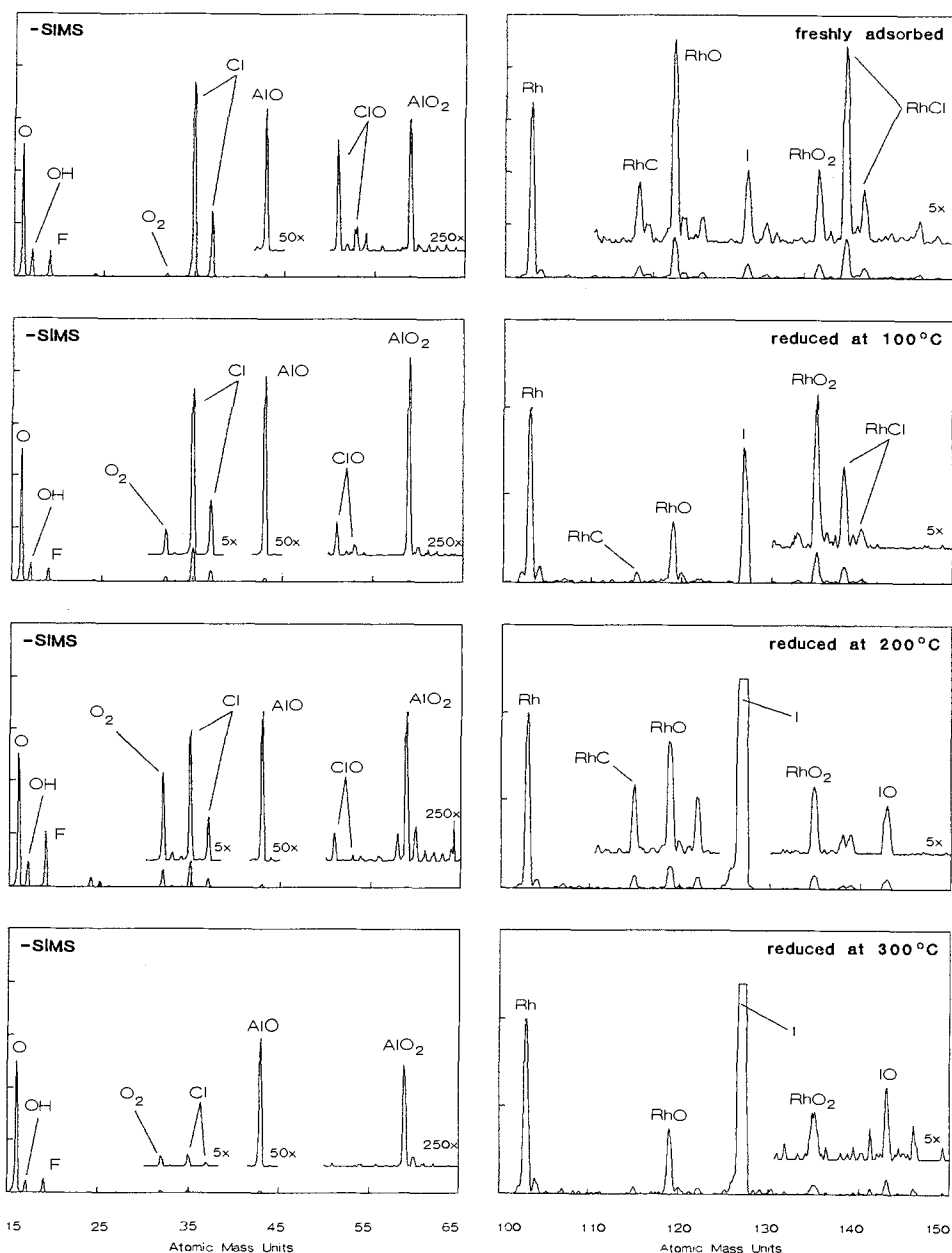 -SIMS
Cl
AlO
ClO
AlO2
O
OH
F
O2
50x
250x
freshly adsorbed
RhO
Rh
RhCl
RhC
I
RhO2
5x
-SIMS
AlO2
Cl
AlO
O
O2
ClO
OH
F
5x
50x
250x
reduced at 100°C
RhO2
Rh
I
RhCl
RhO
RhC
5x
-SIMS
O2
Cl
AlO
AlO2
O
OH
ClO
F
5x
50x
250x
reduced at 200°C
Rh
I
RhO
RhC
RhO2
IO
5x
-SIMS
AlO
AlO2
O
OH
O2
Cl
F
5x
50x
250x
reduced at 300°C
Rh
I
IO
RhO
RhO2
5x
15 25 35 45 55 65
Atomic Mass Units
100 110 120 130 140 150
Atomic Mass Units